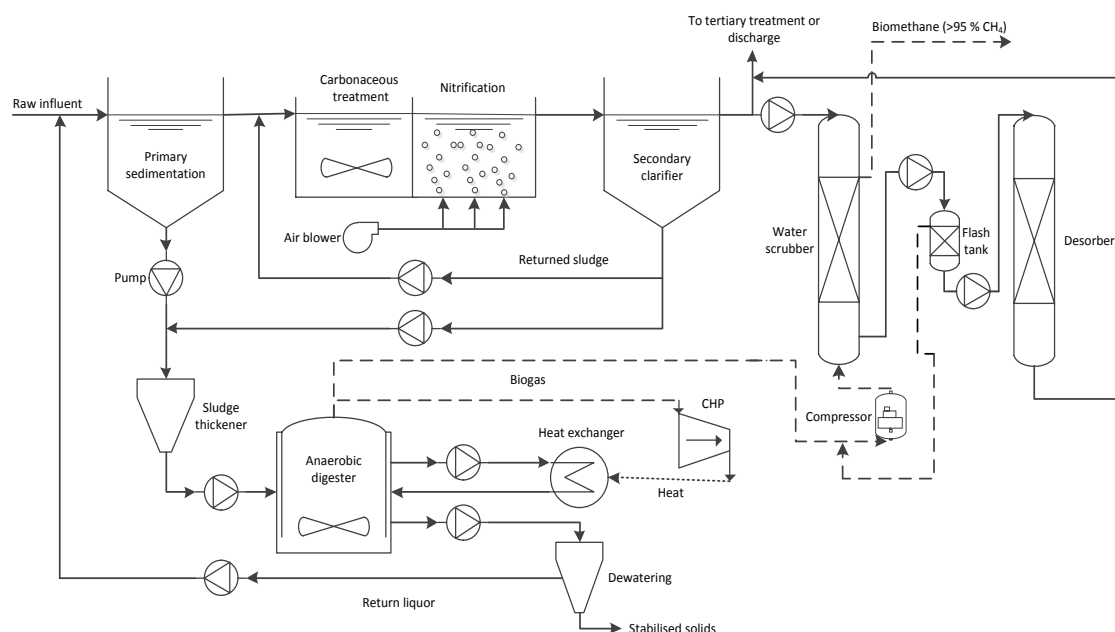 To tertiary treatment or
discharge
Biomethane (>95 % CH₄)
Raw influent
Carbonaceous
treatment
Nitrification
Primary
sedimentation
Secondary
clarifier
Air blower
Water
scrubber
Flash
tank
Desorber
Pump
Returned sludge
Sludge
thickener
Biogas
CHP
Compressor
Heat exchanger
Anaerobic
digester
Heat
Dewatering
Return liquor
Stabilised solids